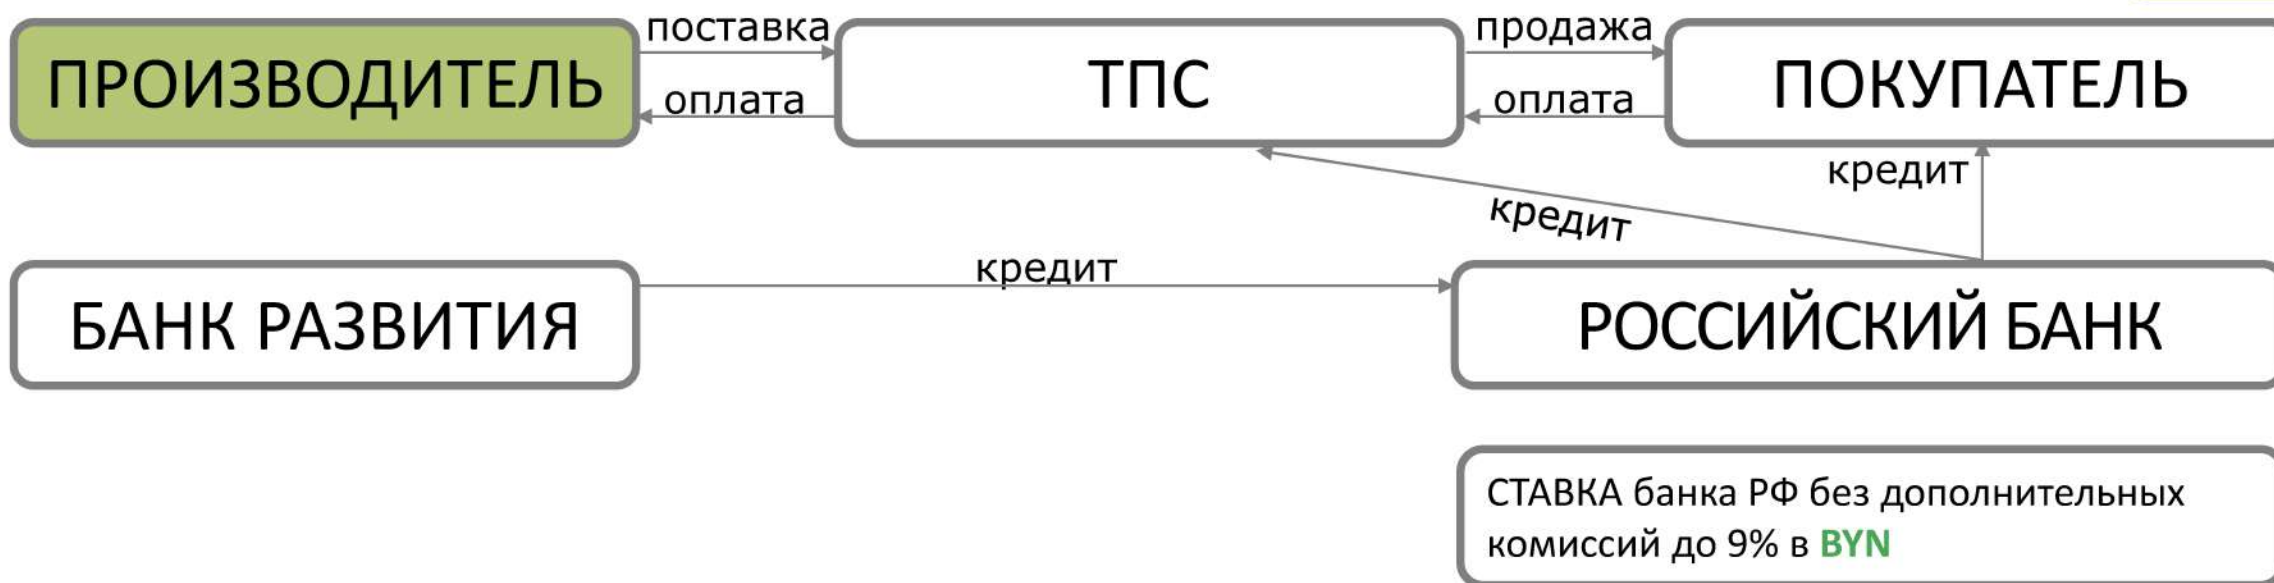 поставка
продажа
ПРОИЗВОДИТЕЛЬ
ТПС
ПОКУПАТЕЛЬ
оплата
оплата
кредит
кредит
кредит
БАНК РАЗВИТИЯ
РОССИЙСКИЙ БАНК
СТАВКА банка РФ без дополнительных
комиссий до 9% в BYN